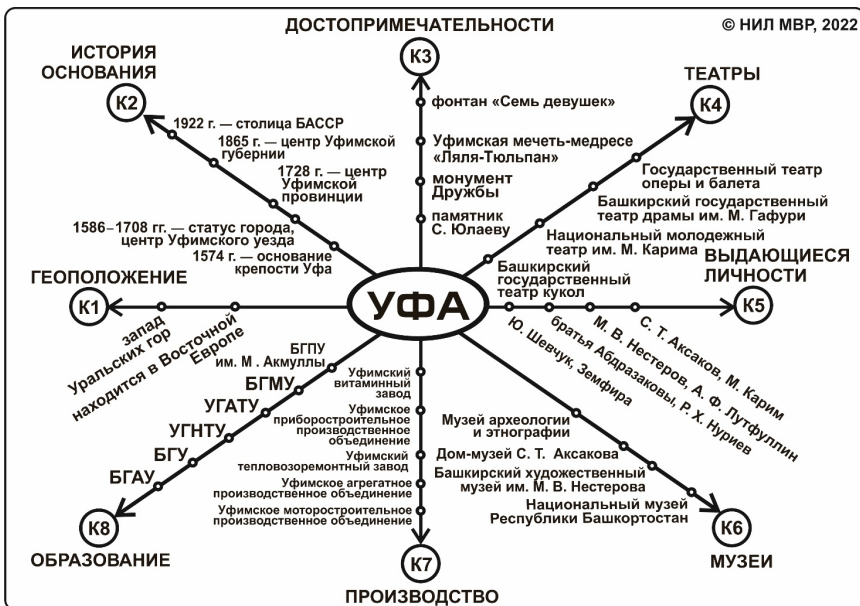 ДОСТОПРИМЕЧАТЕЛЬНОСТИ
© НИЛ МВР, 2022
К3
фонтан «Семь девушек»
Уфимская мечеть-медресе
«Ляля-Тюльпан»
монумент
Дружбы
памятник
С. Юлаеву
ИСТОРИЯ
ОСНОВАНИЯ
К2
1922 г. — столица БАССР
1865 г. — центр Уфимской
губернии
1728 г. — центр
Уфимской
провинции
1586–1708 гг. — статус города,
центр Уфимского уезда
1574 г. — основание
крепости Уфа
ТЕАТРЫ
К4
Государственный театр
оперы и балета
Башкирский государственный
театр драмы им. М. Гафури
Национальный молодежный
театр им. М. Карима
Башкирский
государственный
театр кукол
ГЕОПОЛОЖЕНИЕ
К1
запад
Уральских гор
находится в Восточной
Европе
УФА
ВЫДАЮЩИЕСЯ
ЛИЧНОСТИ
К5
Ю. Шевчук, Земфира
братья Абдразаковы, Р. Х. Нуриев
М. В. Нестеров, А. Ф. Лутфуллин
С. Т. Аксаков, М. Карим
БГПУ
им. М . Акмуллы
БГМУ
УГАТУ
УГНТУ
БГУ
БГАУ
К8
ОБРАЗОВАНИЕ
Уфимский
витаминный
завод
Уфимское
приборостроительное
производственное
объединение
Уфимский
тепловозоремонтный завод
Уфимское агрегатное
производственное объединение
Уфимское моторостроительное
производственное объединение
К7
ПРОИЗВОДСТВО
Музей археологии
и этнографии
Дом-музей С. Т. Аксакова
Башкирский художественный
музей им. М. В. Нестерова
Национальный музей
Республики Башкортостан
К6
МУЗЕИ